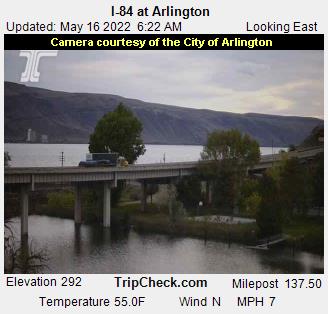 I-84 at Arlington
Updated: May 16 2022 6:22 AM Looking East
Camera courtesy of the City of Arlington
Elevation 292 TripCheck.com Milepost 137.50
Temperature 55.0F Wind N MPH 7